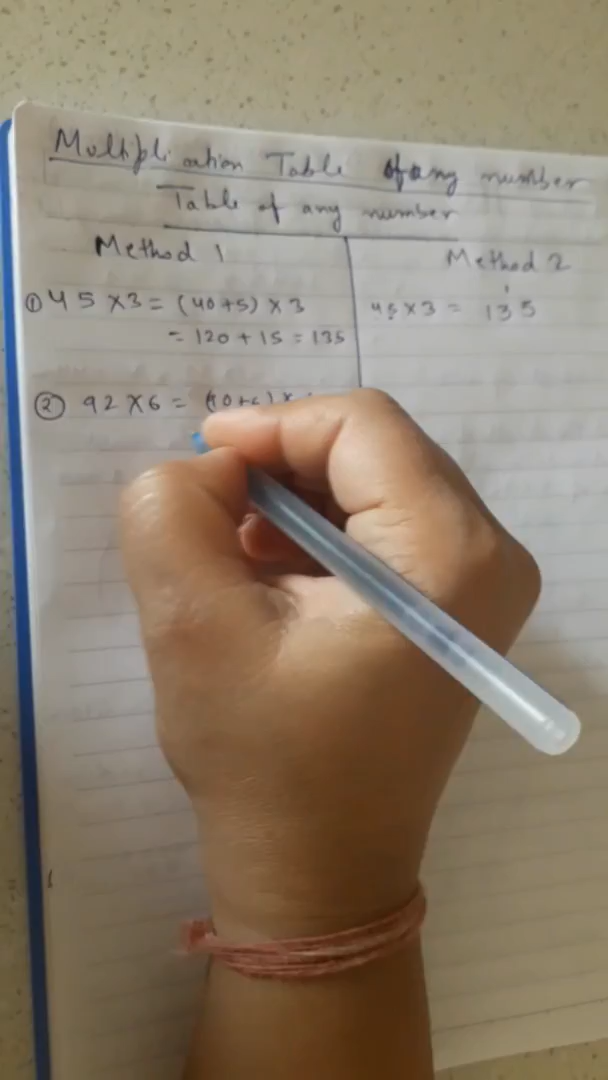 Multiplication Table of any number
Table of any number
Method 1
Method 2
① 45 × 3 = (40+5) × 3
= 120 + 15 = 135
45 × 3 = 135
② 92 × 6 =